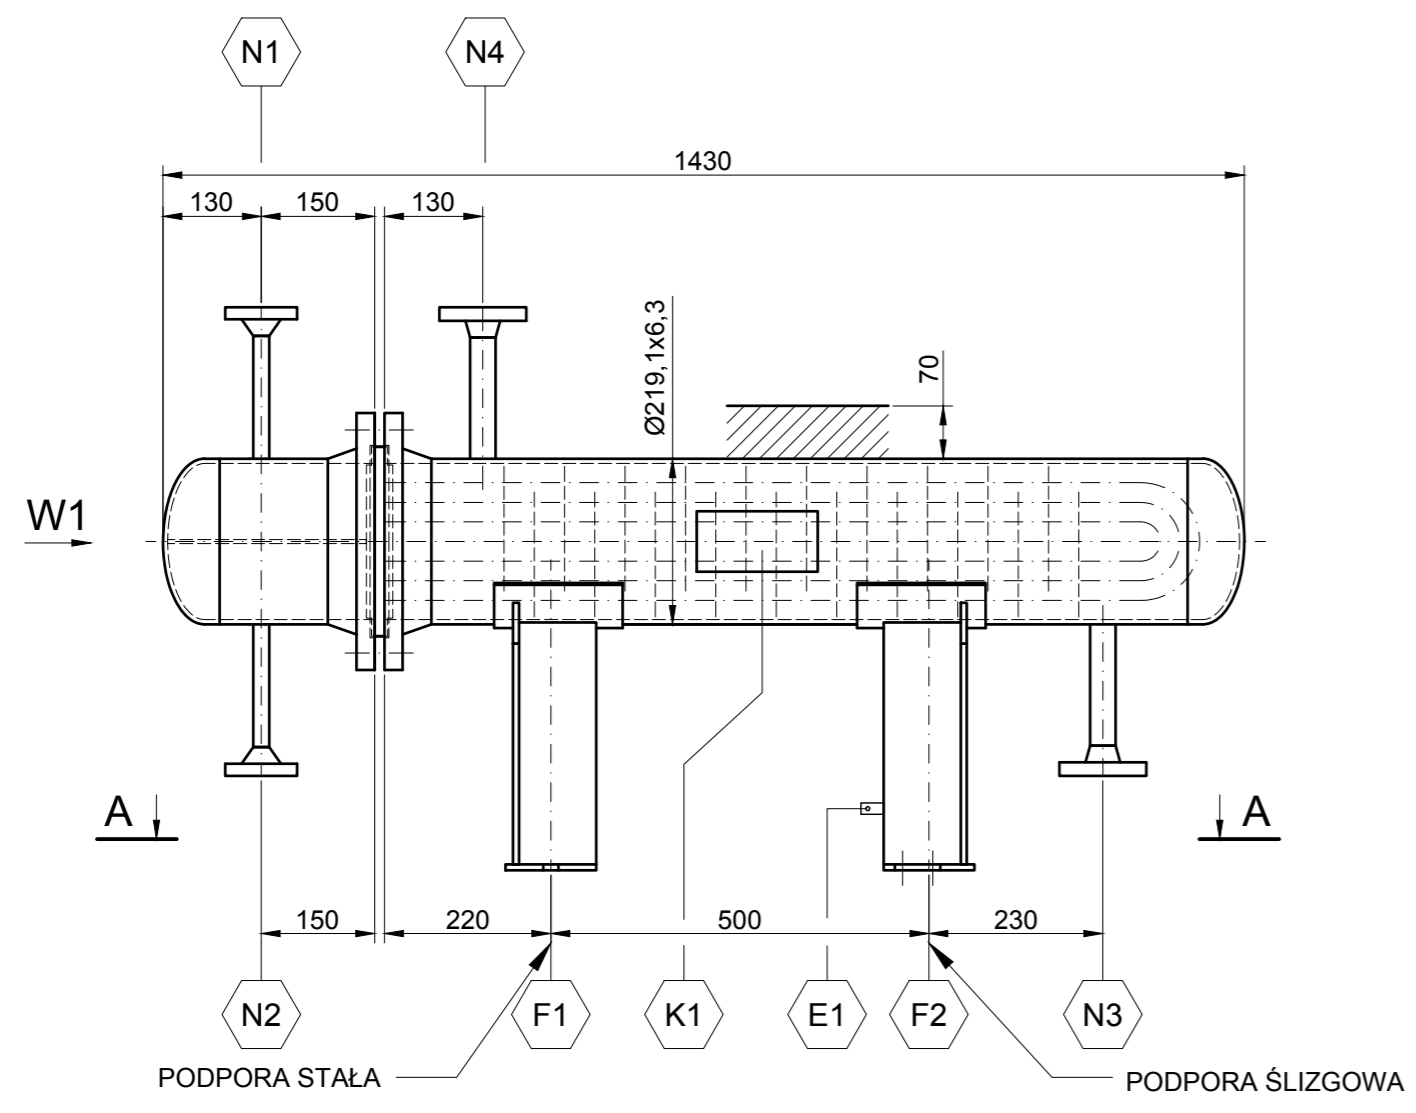 N1 N4
1430
130 150 130
Ø219,1x6,3
70
W1
A A
150 220 500 230
N2 F1 K1 E1 F2 N3
PODPORA STAŁA
PODPORA ŚLIZGOWA